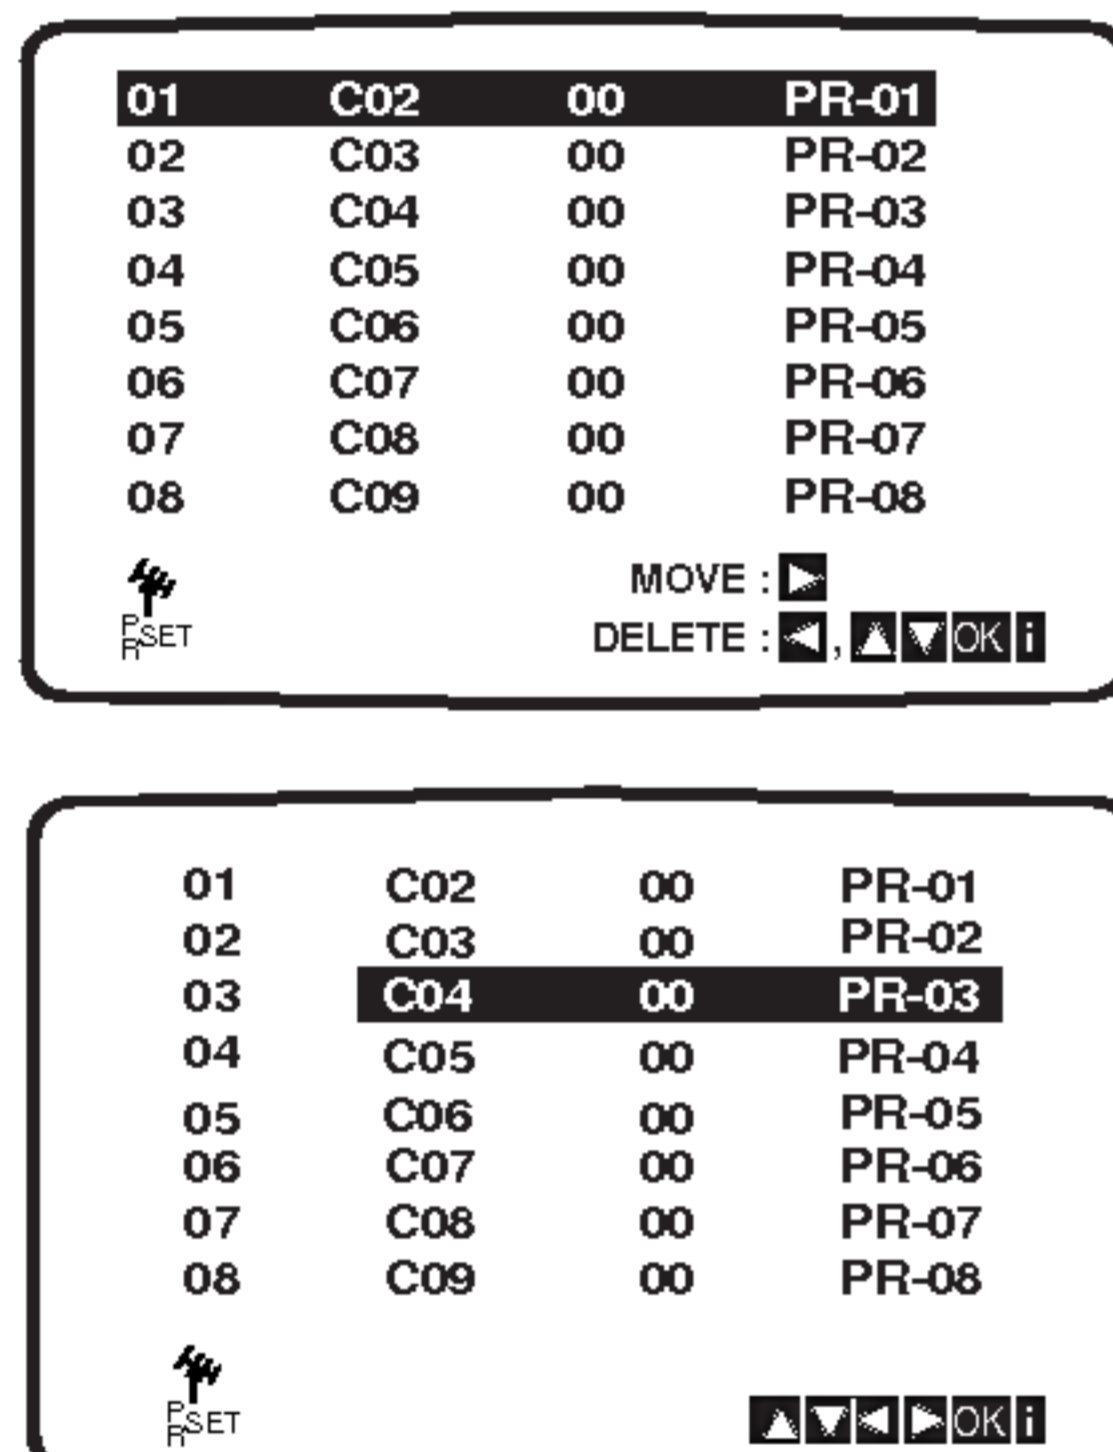 01 C02 00 PR-01
02 C03 00 PR-02
03 C04 00 PR-03
04 C05 00 PR-04
05 C06 00 PR-05
06 C07 00 PR-06
07 C08 00 PR-07
08 C09 00 PR-08
MOVE : ▷
PR SET DELETE : ◁ , △ ▽ OK i
01 C02 00 PR-01
02 C03 00 PR-02
03 C04 00 PR-03
04 C05 00 PR-04
05 C06 00 PR-05
06 C07 00 PR-06
07 C08 00 PR-07
08 C09 00 PR-08
PR SET △ ▽ ◁ ▷ OK i